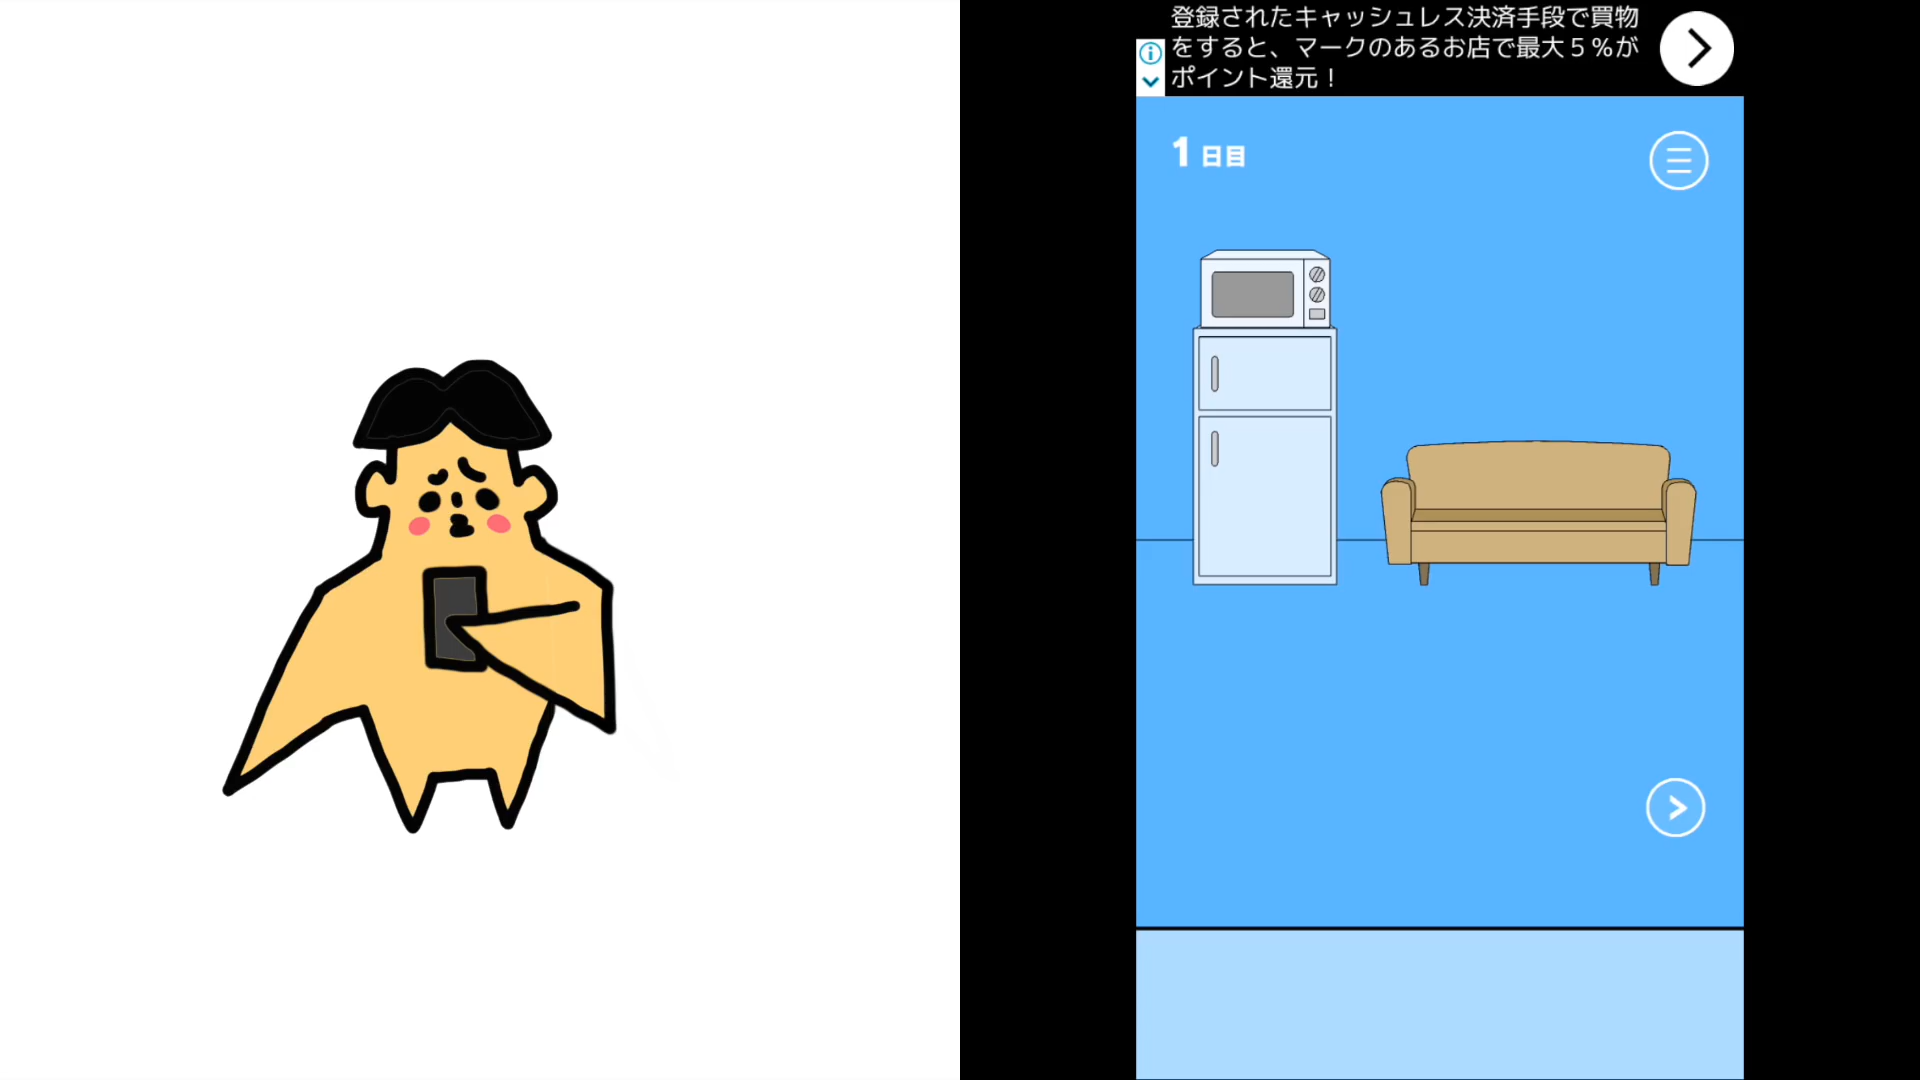 登録されたキャッシュレス決済手段で買物
をすると、マークのあるお店で最大５％が
ポイント還元！
1 日目